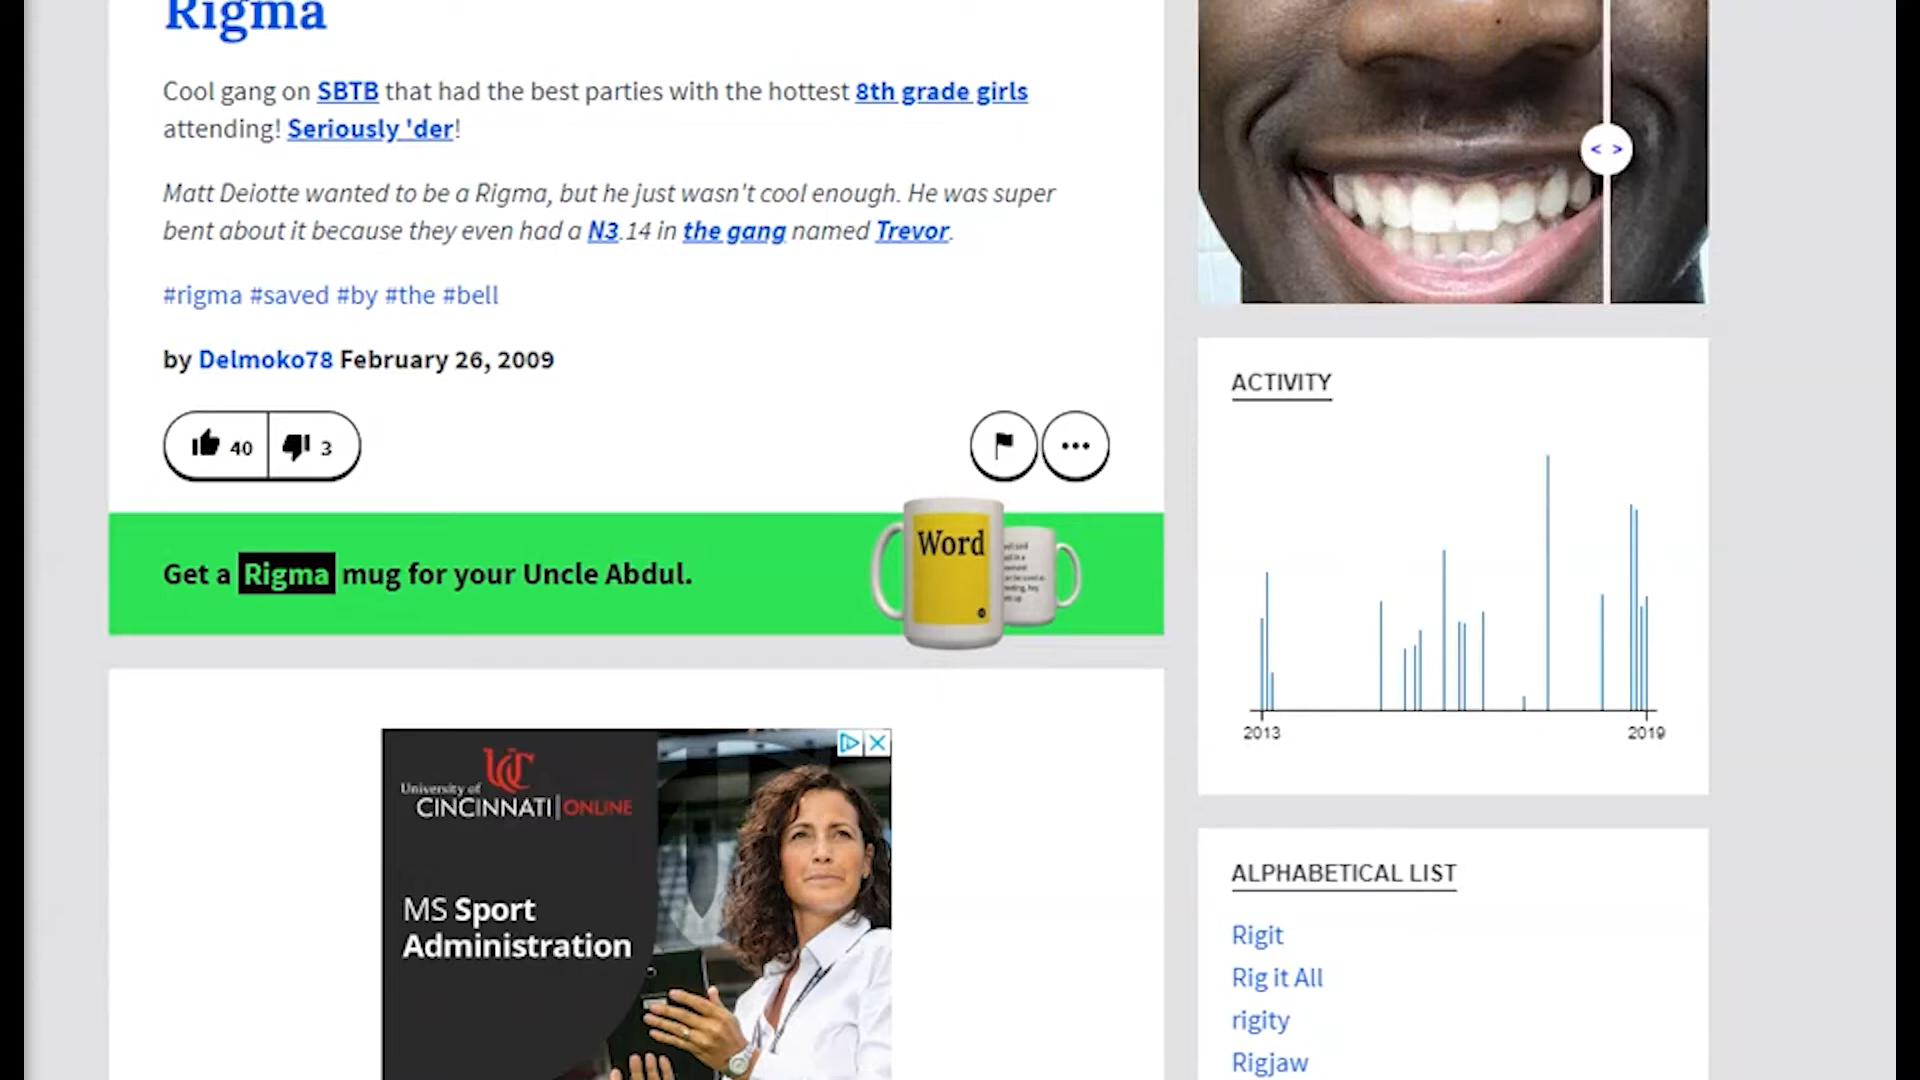 Rigma
Cool gang on SBTB that had the best parties with the hottest 8th grade girls
attending! Seriously 'der!
Matt Deiotte wanted to be a Rigma, but he just wasn't cool enough. He was super
bent about it because they even had a N3.14 in the gang named Trevor.
#rigma #saved #by #the #bell
by Delmoko78 February 26, 2009
40
3
Get a Rigma mug for your Uncle Abdul.
Word
University of
CINCINNATI ONLINE
MS Sport
Administration
< >
ACTIVITY
2013
2019
ALPHABETICAL LIST
Rigit
Rig it All
rigity
Rigjaw